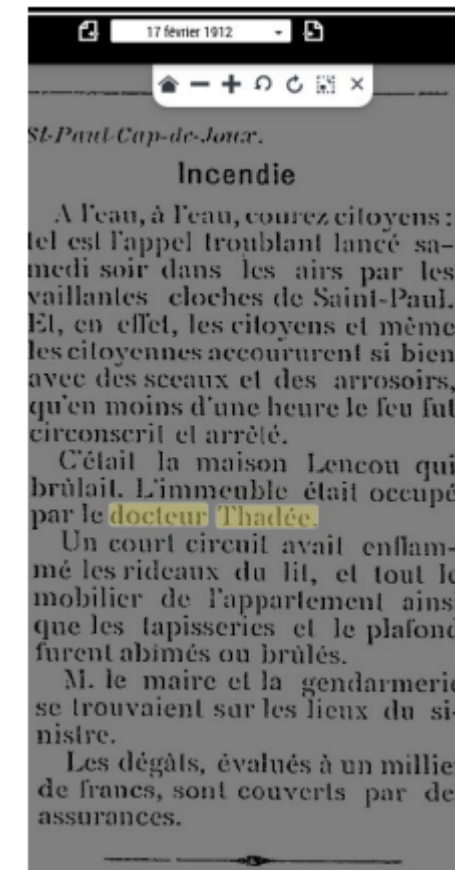 17 février 1912
St-Paul-Cap-de-Joux.
Incendie
A l'eau, à l'eau, courez citoyens :
tel est l'appel troublant lancé sa-
medi soir dans les airs par les
vaillantes cloches de Saint-Paul.
Et, en effet, les citoyens et même
les citoyennes accoururent si bien
avec des sceaux et des arrosoirs,
qu'en moins d'une heure le feu fut
circonscrit et arrêté.
C'était la maison Lencou qui
brûlait. L'immeuble était occupé
par le docteur Thadée.
Un court circuit avait enflam-
mé les rideaux du lit, et tout le
mobilier de l'appartement ains
que les tapisseries et le plafond
furent abîmés ou brûlés.
M. le maire et la gendarmerie
se trouvaient sur les lieux du si-
nistre.
Les dégâts, évalués à un millie
de francs, sont couverts par de
assurances.